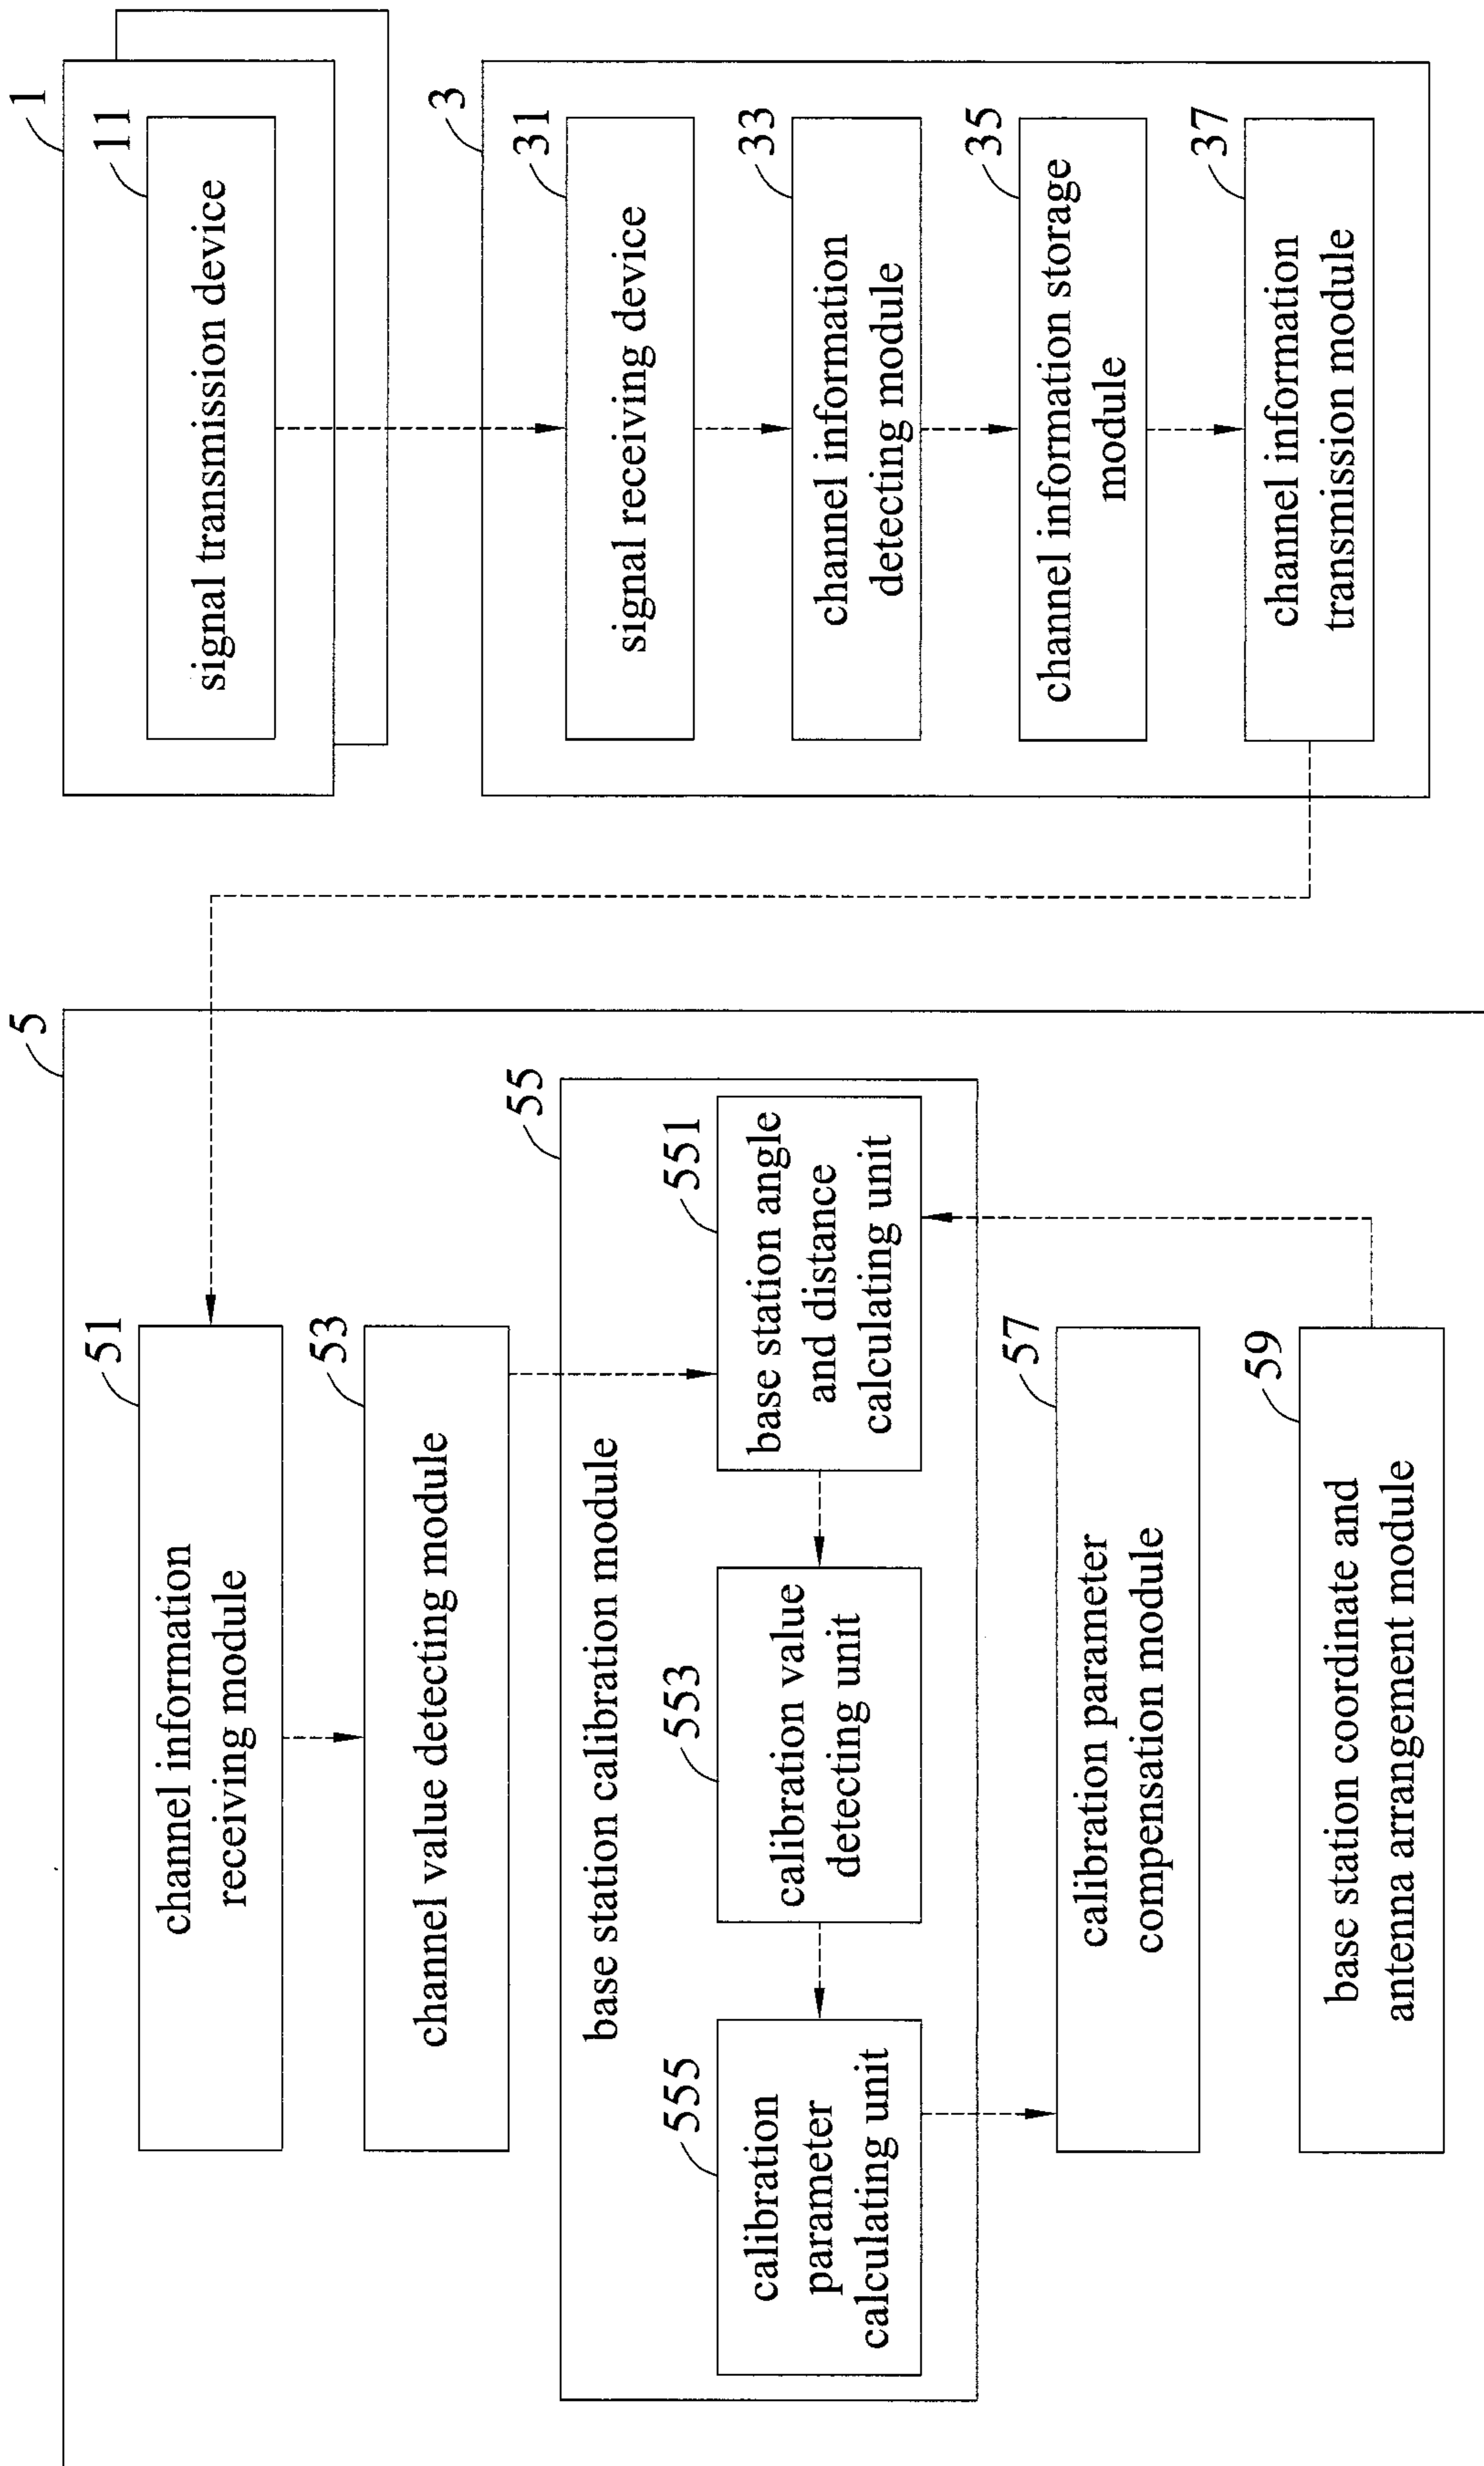 1
11
signal transmission device
3
31
signal receiving device
33
channel information
detecting module
35
channel information storage
module
37
channel information
transmission module
5
51
channel information
receiving module
53
channel value detecting module
55
base station calibration module
551
base station angle
and distance
calculating unit
553
calibration value
detecting unit
555
calibration
parameter
calculating unit
57
calibration parameter
compensation module
59
base station coordinate and
antenna arrangement module